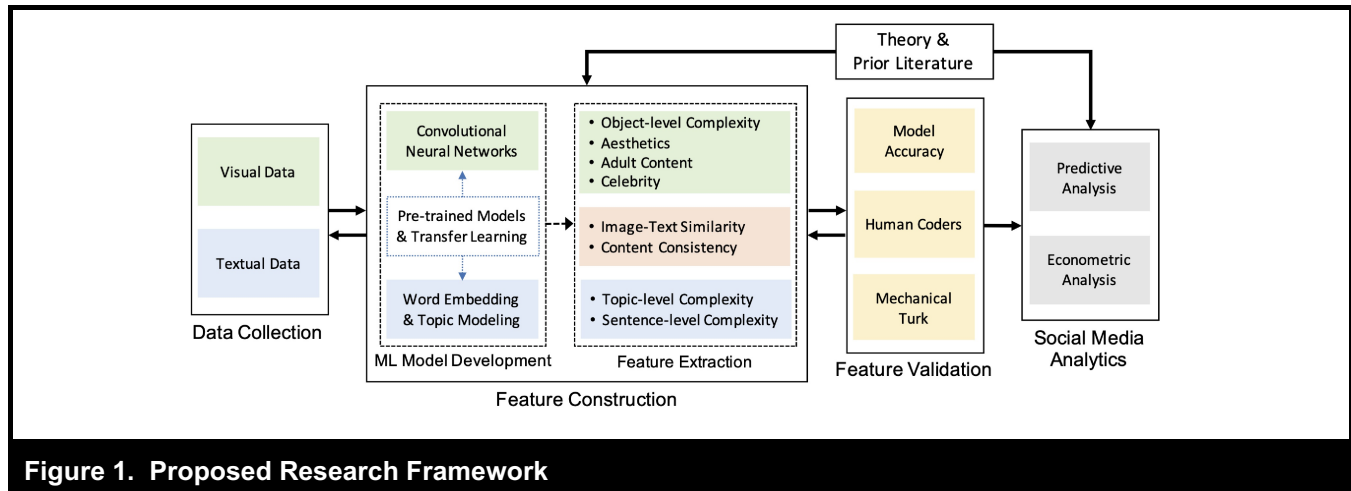 Theory &
Prior Literature
Visual Data
Textual Data
Data Collection
Convolutional
Neural Networks
Pre-trained Models
& Transfer Learning
Word Embedding
& Topic Modeling
ML Model Development
• Object-level Complexity
• Aesthetics
• Adult Content
• Celebrity
• Image-Text Similarity
• Content Consistency
• Topic-level Complexity
• Sentence-level Complexity
Feature Extraction
Feature Construction
Model
Accuracy
Human Coders
Mechanical
Turk
Feature Validation
Predictive
Analysis
Econometric
Analysis
Social Media
Analytics
Figure 1. Proposed Research Framework